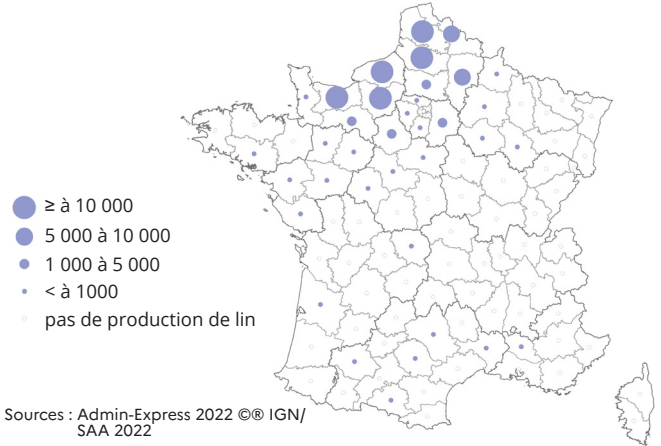 ≥ à 10 000
5 000 à 10 000
1 000 à 5 000
< à 1000
pas de production de lin
Sources : Admin-Express 2022 ©® IGN/
SAA 2022